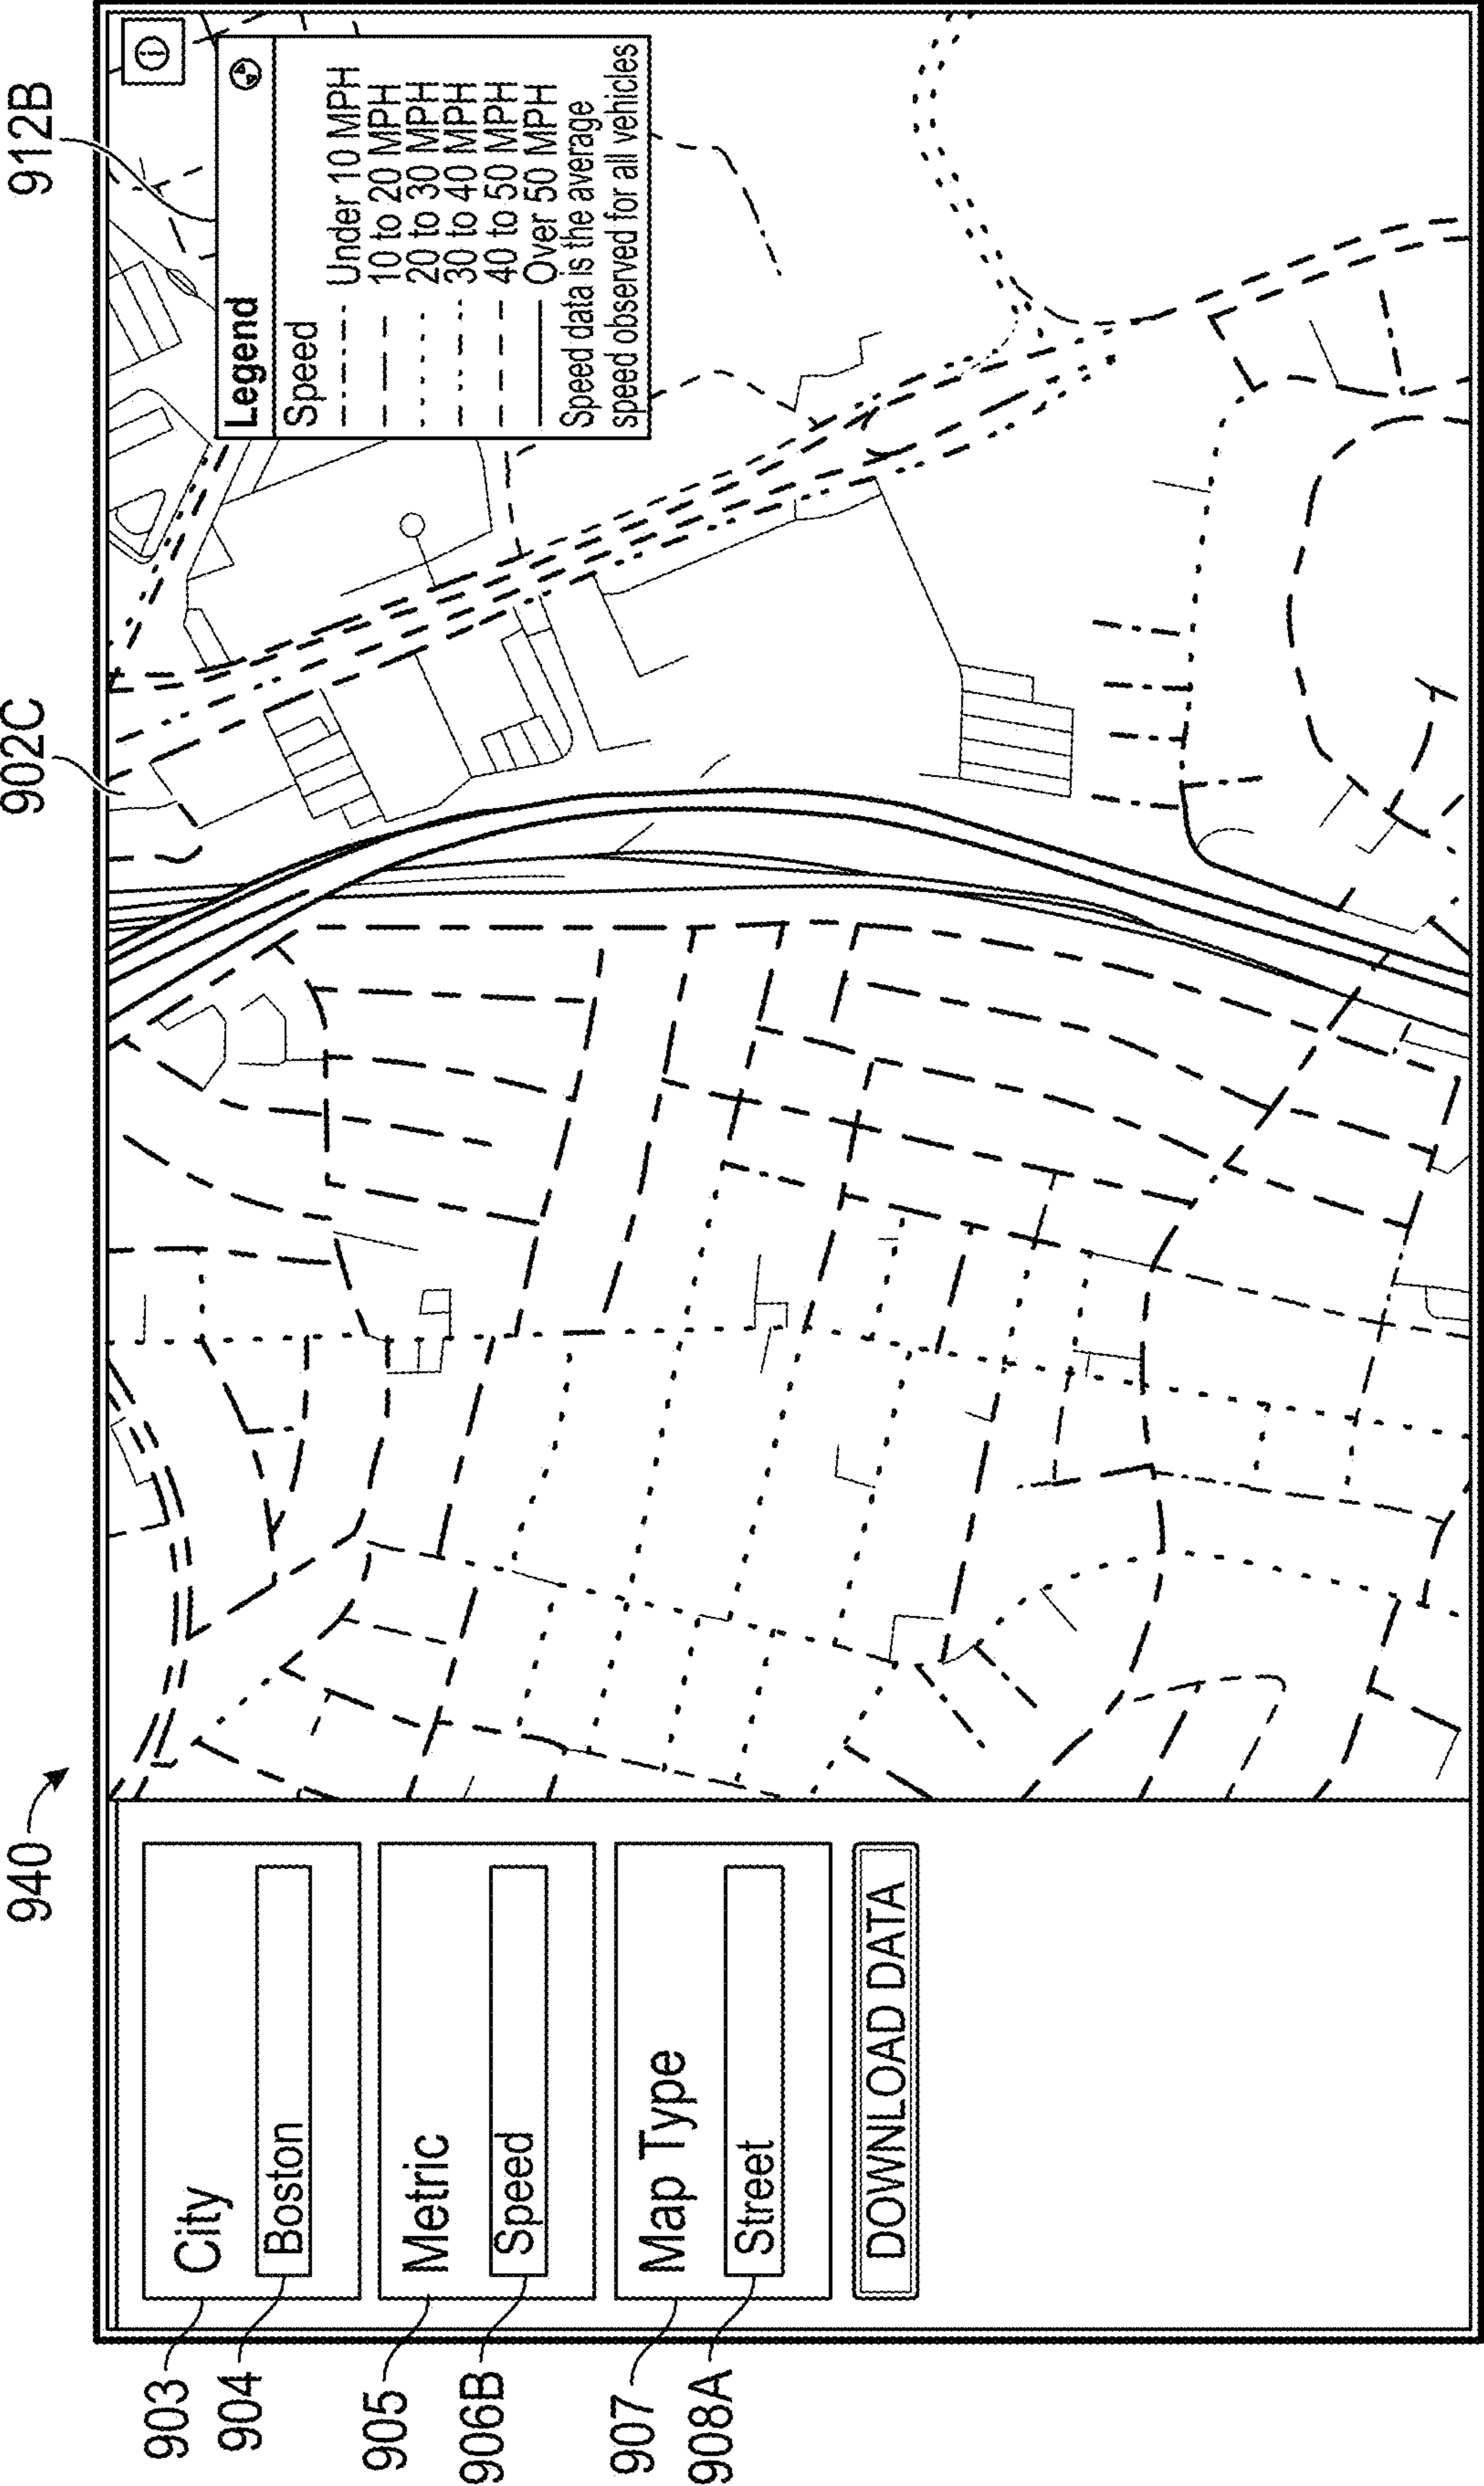 940
902C
912B
903
City
904
Boston
905
Metric
906B
Speed
907
Map Type
908A
Street
DOWNLOAD DATA
i
Legend
Speed
Under 10 MPH
10 to 20 MPH
20 to 30 MPH
30 to 40 MPH
40 to 50 MPH
Over 50 MPH
Speed data is the average
speed observed for all vehicles